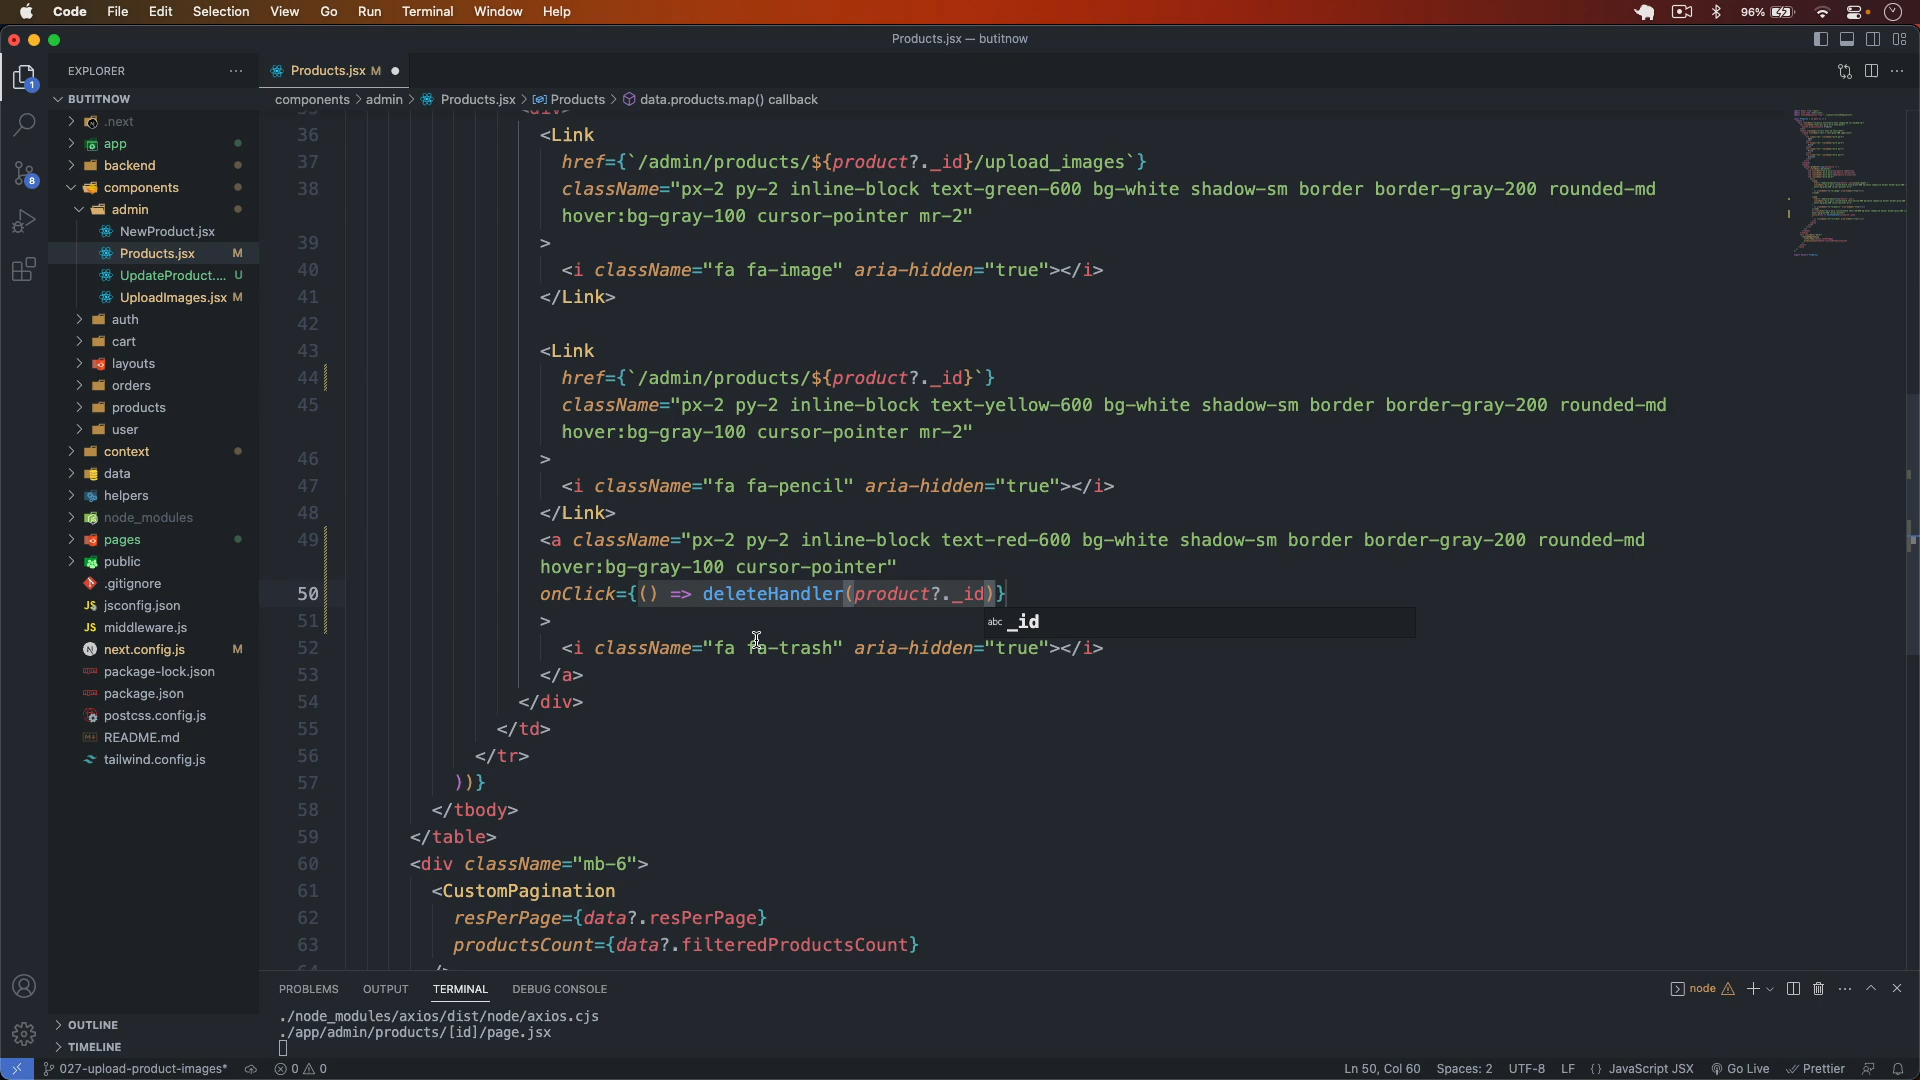 Code File Edit Selection View Go Run Terminal Window Help 96%
Products.jsx — butitnow
EXPLORER
Products.jsx M
components > admin > Products.jsx > Products > data.products.map() callback
1
8
BUTITNOW
.next
app
backend
components
admin
NewProduct.jsx
Products.jsx M
UpdateProduct.... U
UploadImages.jsx M
auth
cart
layouts
orders
products
user
context
data
helpers
node_modules
pages
public
.gitignore
jsconfig.json
middleware.js
next.config.js M
package-lock.json
package.json
postcss.config.js
README.md
tailwind.config.js
OUTLINE
TIMELINE
36 <Link
37 href={`/admin/products/${product?._id}/upload_images`}
38 className="px-2 py-2 inline-block text-green-600 bg-white shadow-sm border border-gray-200 rounded-md
hover:bg-gray-100 cursor-pointer mr-2"
39 >
40 <i className="fa fa-image" aria-hidden="true"></i>
41 </Link>
42
43 <Link
44 href={`/admin/products/${product?._id}`}
45 className="px-2 py-2 inline-block text-yellow-600 bg-white shadow-sm border border-gray-200 rounded-md
hover:bg-gray-100 cursor-pointer mr-2"
46 >
47 <i className="fa fa-pencil" aria-hidden="true"></i>
48 </Link>
49 <a className="px-2 py-2 inline-block text-red-600 bg-white shadow-sm border border-gray-200 rounded-md
hover:bg-gray-100 cursor-pointer"
50 onClick={() => deleteHandler(product?._id)}
51 >
abc _id
52 <i className="fa fa-trash" aria-hidden="true"></i>
53 </a>
54 </div>
55 </td>
56 </tr>
57 ))}
58 </tbody>
59 </table>
60 <div className="mb-6">
61 <CustomPagination
62 resPerPage={data?.resPerPage}
63 productsCount={data?.filteredProductsCount}
PROBLEMS OUTPUT TERMINAL DEBUG CONSOLE node
./node_modules/axios/dist/node/axios.cjs
./app/admin/products/[id]/page.jsx
027-upload-product-images* 0 0 Ln 50, Col 60 Spaces: 2 UTF-8 LF {} JavaScript JSX Go Live Prettier